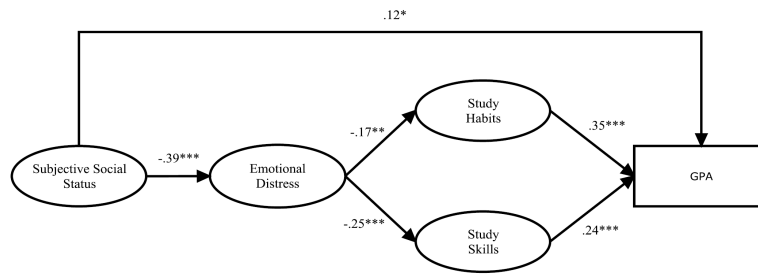 .12*
Study
Habits
-.17**
.35***
-.39***
Subjective Social
Status
Emotional
Distress
GPA
-.25***
.24***
Study
Skills